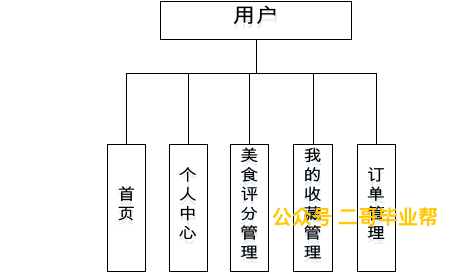 用户
首页
个人中心
美食评分管理
我的收藏管理
订单管理
公众号 二哥毕业帮